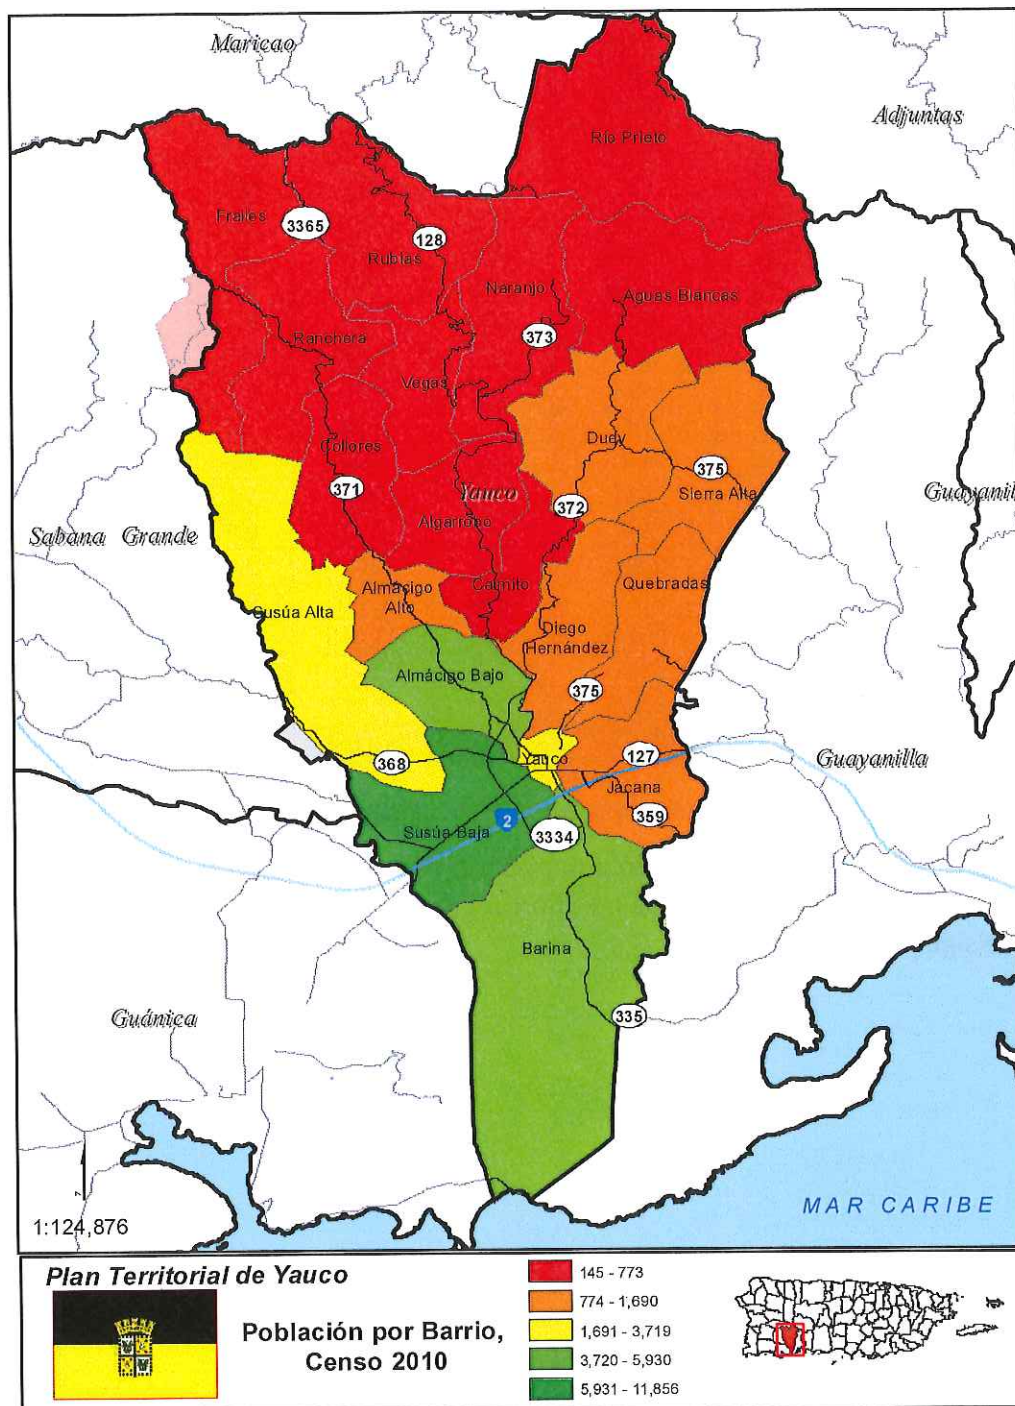 Maricao
Adjuntas
Río Prieto
Frailes
3365
128
Rubias
Naranjo
Aguas Blancas
Ranchera
373
Vegas
Collores
Duey
375
371
Yauco
Sierra Alta
Guayanil
372
Algarrobo
Sabana Grande
Almácigo
Alto
Caimito
Quebradas
Susúa Alta
Diego
Hernández
Almácigo Bajo
375
127
Yauco
368
Guayanilla
Jácana
359
2
Susúa Baja
3334
Barina
335
Guánica
MAR CARIBE
1:124,876
Plan Territorial de Yauco
Población por Barrio,
Censo 2010
145 - 773
774 - 1,690
1,691 - 3,719
3,720 - 5,930
5,931 - 11,856